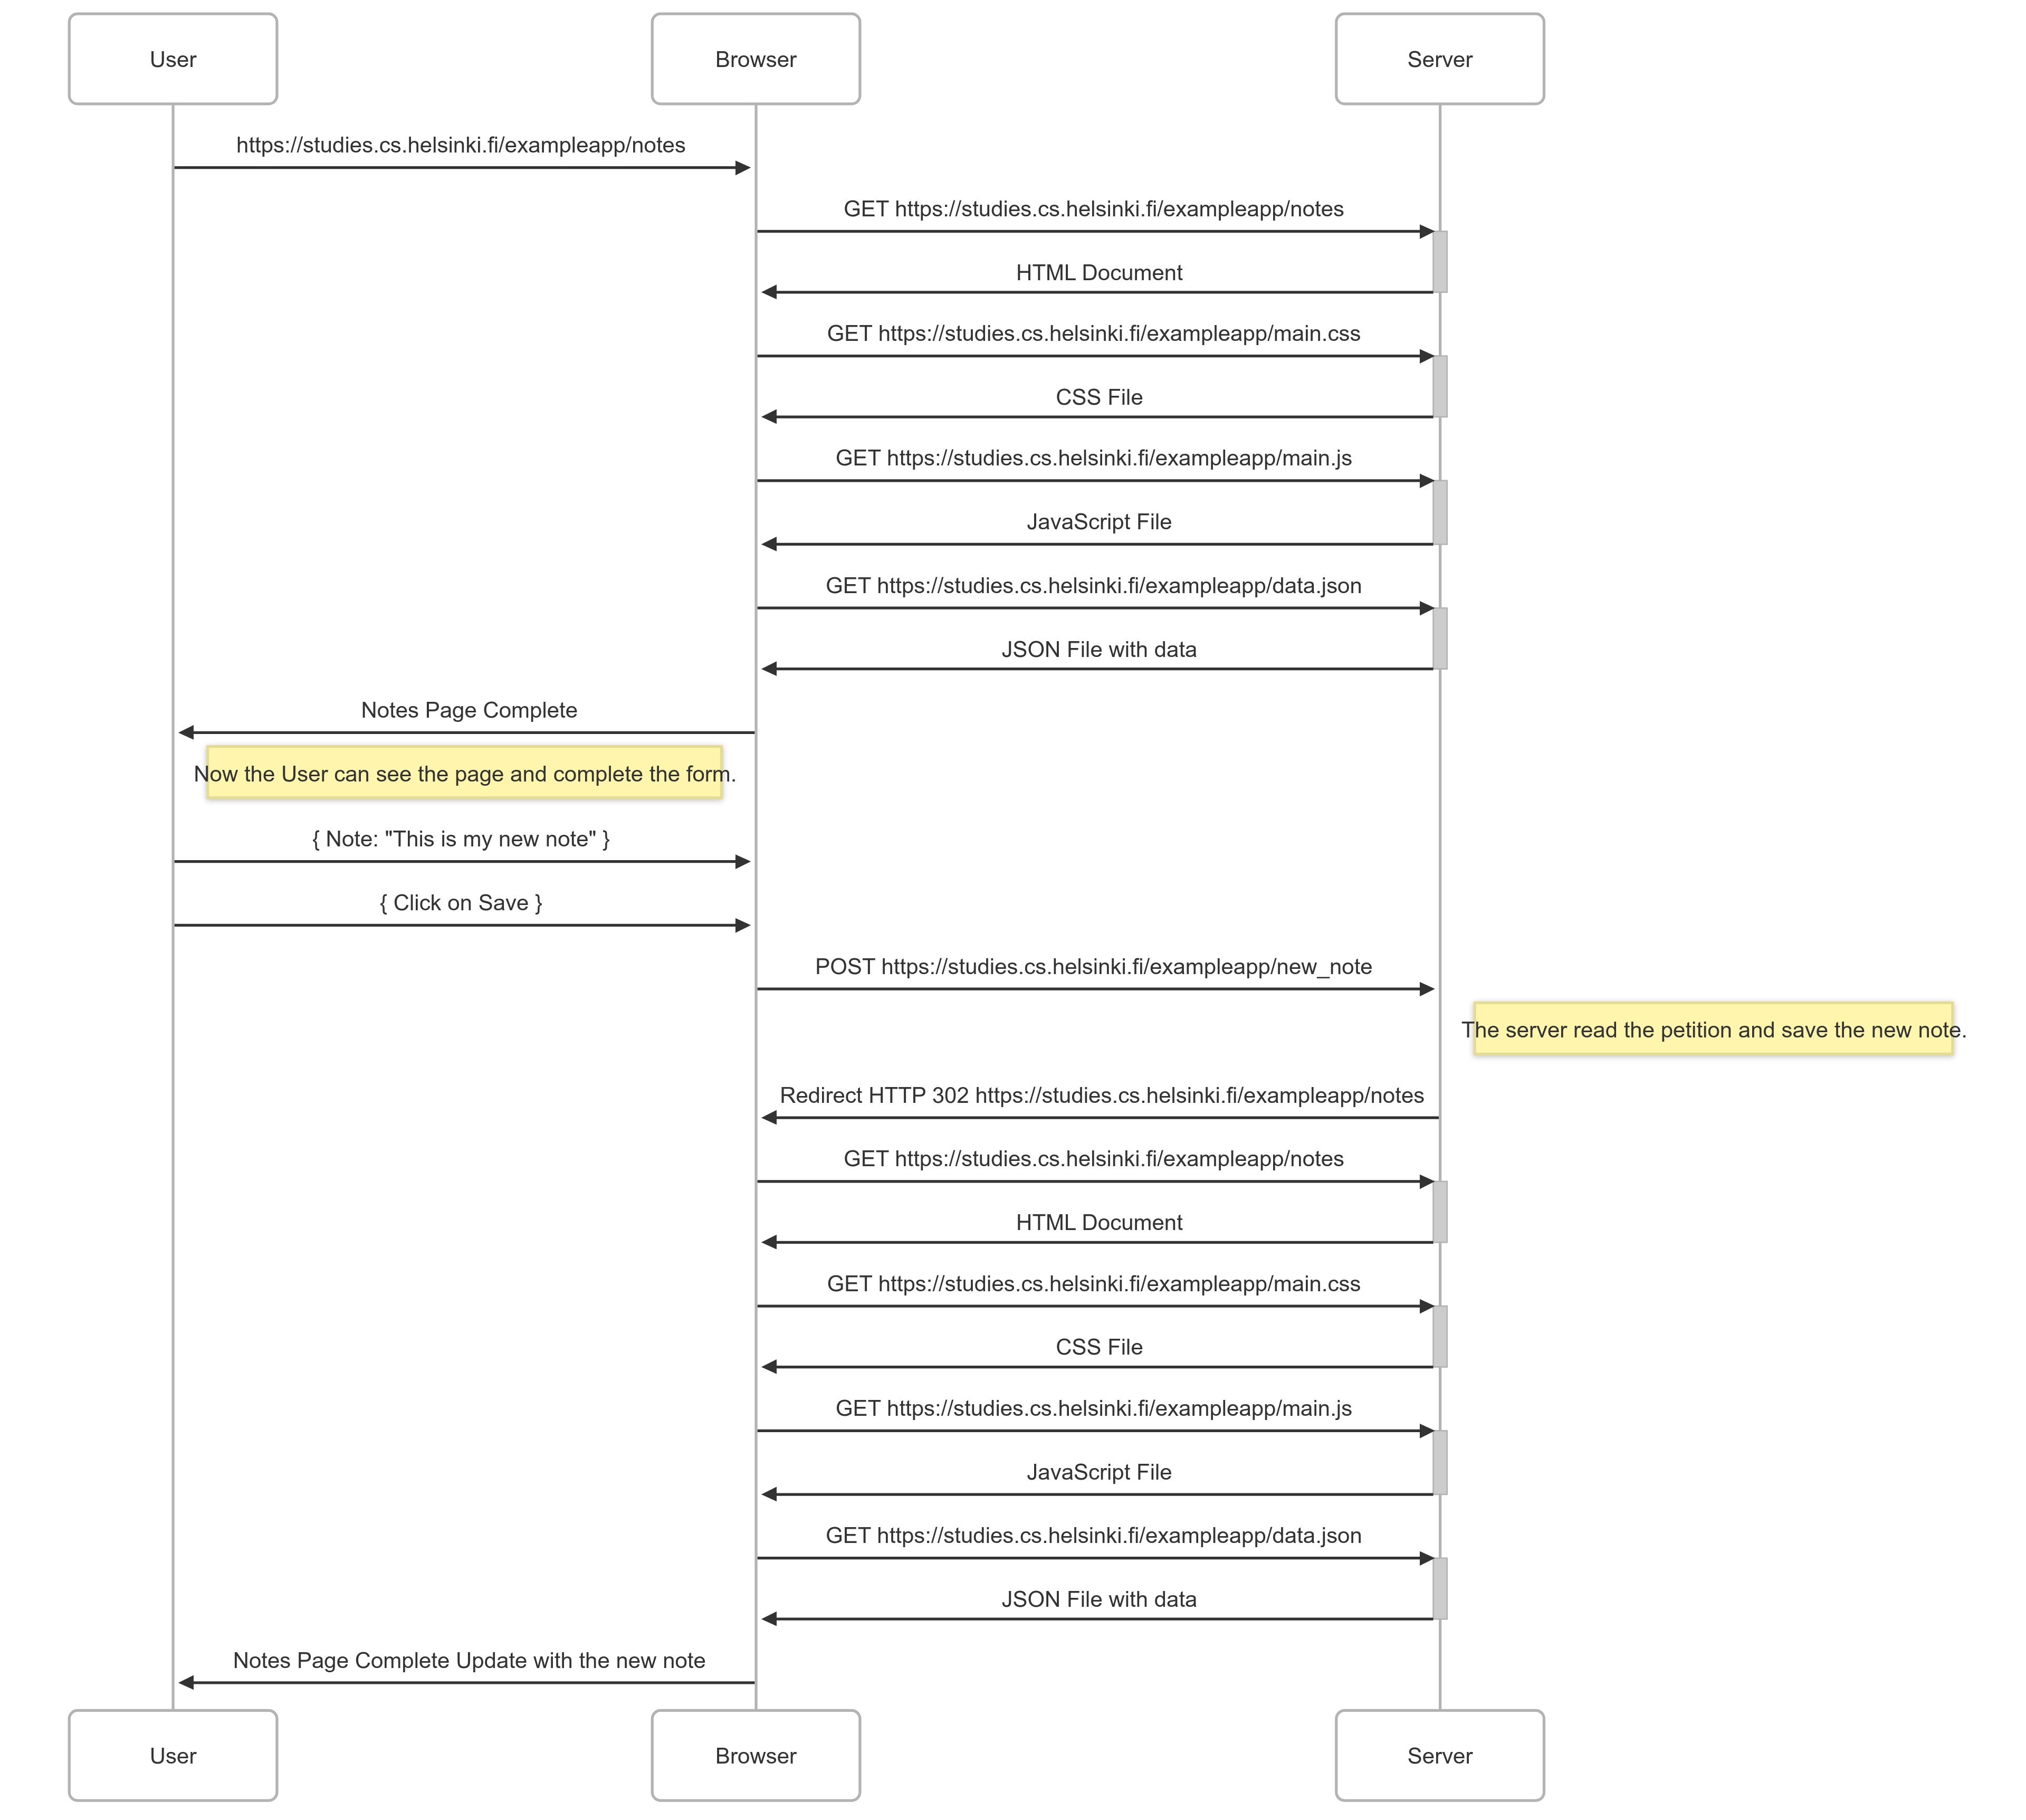 User
Browser
Server
https://studies.cs.helsinki.fi/exampleapp/notes
GET https://studies.cs.helsinki.fi/exampleapp/notes
HTML Document
GET https://studies.cs.helsinki.fi/exampleapp/main.css
CSS File
GET https://studies.cs.helsinki.fi/exampleapp/main.js
JavaScript File
GET https://studies.cs.helsinki.fi/exampleapp/data.json
JSON File with data
Notes Page Complete
Now the User can see the page and complete the form.
{ Note: "This is my new note" }
{ Click on Save }
POST https://studies.cs.helsinki.fi/exampleapp/new_note
The server read the petition and save the new note.
Redirect HTTP 302 https://studies.cs.helsinki.fi/exampleapp/notes
GET https://studies.cs.helsinki.fi/exampleapp/notes
HTML Document
GET https://studies.cs.helsinki.fi/exampleapp/main.css
CSS File
GET https://studies.cs.helsinki.fi/exampleapp/main.js
JavaScript File
GET https://studies.cs.helsinki.fi/exampleapp/data.json
JSON File with data
Notes Page Complete Update with the new note
User
Browser
Server